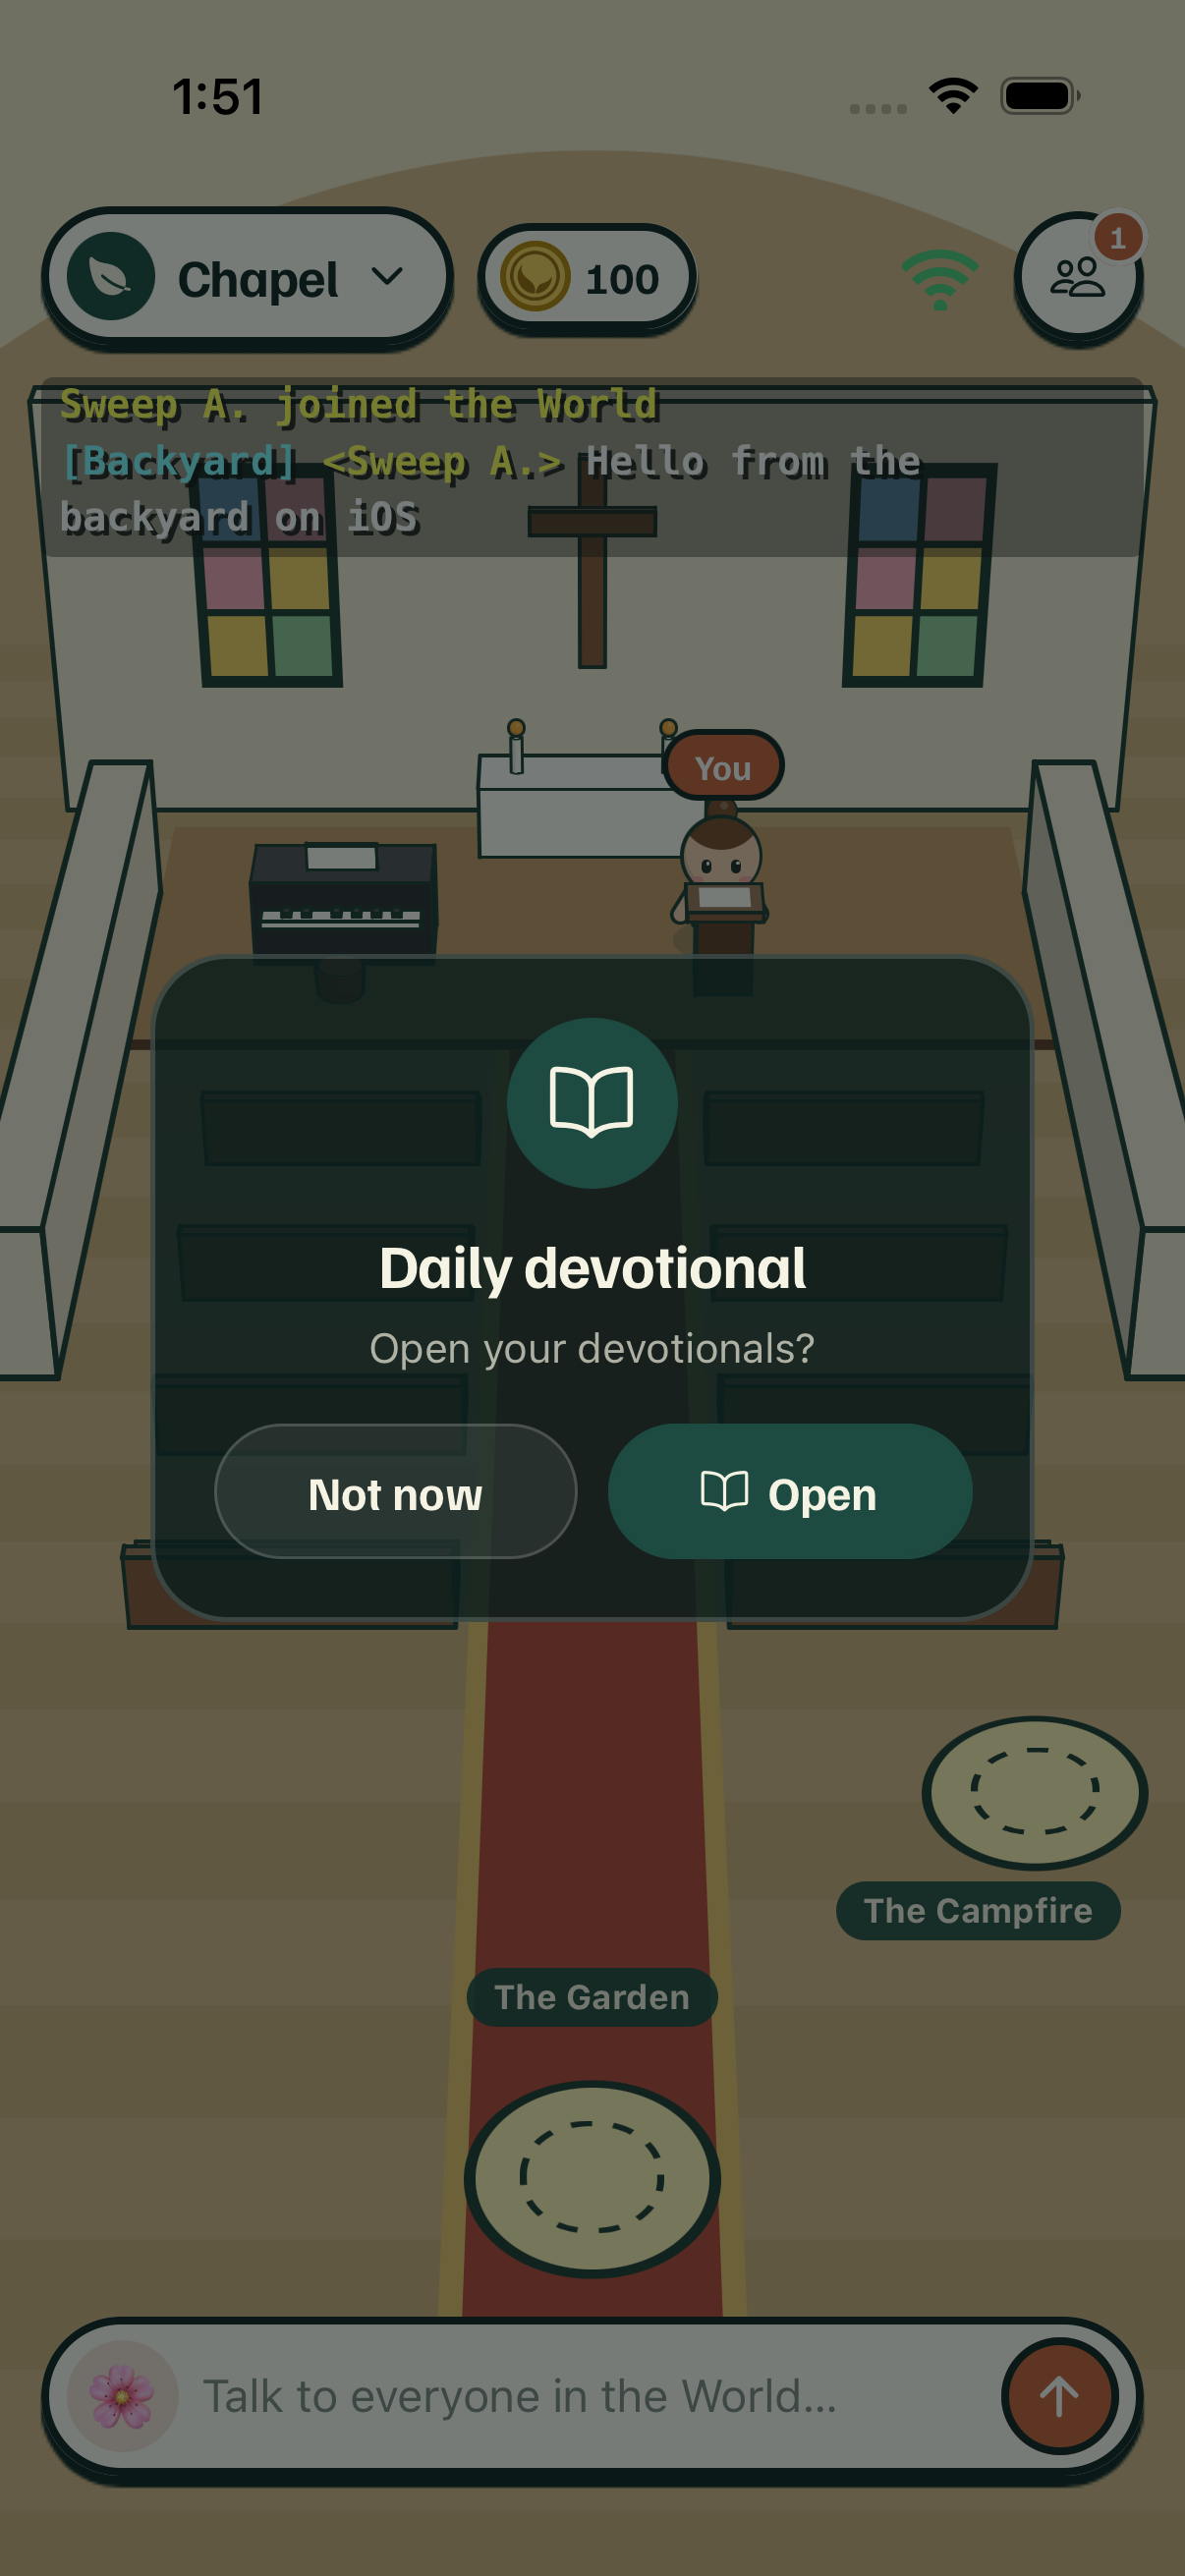 1:51
Chapel
100
1
Sweep A. joined the World
[Backyard] <Sweep A.> Hello from the
backyard on iOS
You
Daily devotional
Open your devotionals?
Not now
Open
The Campfire
The Garden
Talk to everyone in the World...